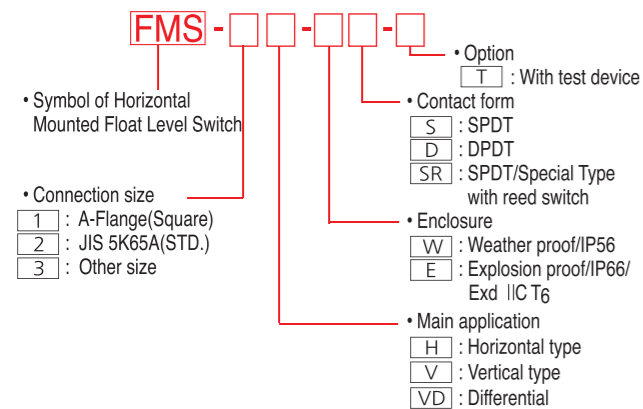 FMS - □ □ - □ □ - □
• Symbol of Horizontal
Mounted Float Level Switch
• Connection size
1 : A-Flange(Square)
2 : JIS 5K65A(STD.)
3 : Other size
• Option
T : With test device
• Contact form
S : SPDT
D : DPDT
SR : SPDT/Special Type
with reed switch
• Enclosure
W : Weather proof/IP56
E : Explosion proof/IP66/
Exd IIC T6
• Main application
H : Horizontal type
V : Vertical type
VD : Differential